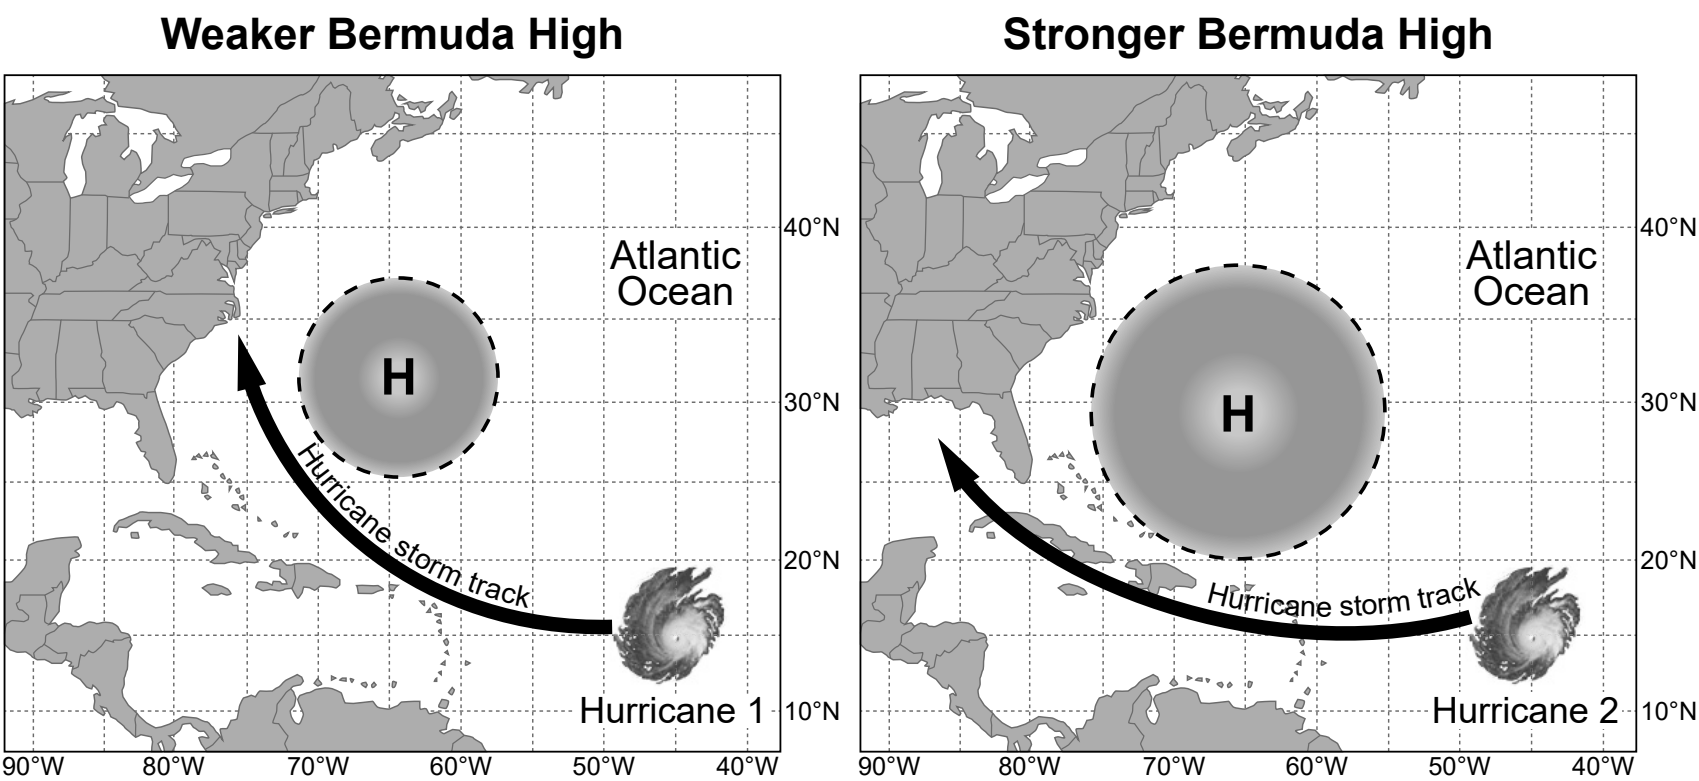 Weaker Bermuda High
Atlantic
Ocean
H
Hurricane storm track
Hurricane 1
40°N
30°N
20°N
10°N
90°W 80°W 70°W 60°W 50°W 40°W
Stronger Bermuda High
Atlantic
Ocean
H
Hurricane storm track
Hurricane 2
40°N
30°N
20°N
10°N
90°W 80°W 70°W 60°W 50°W 40°W